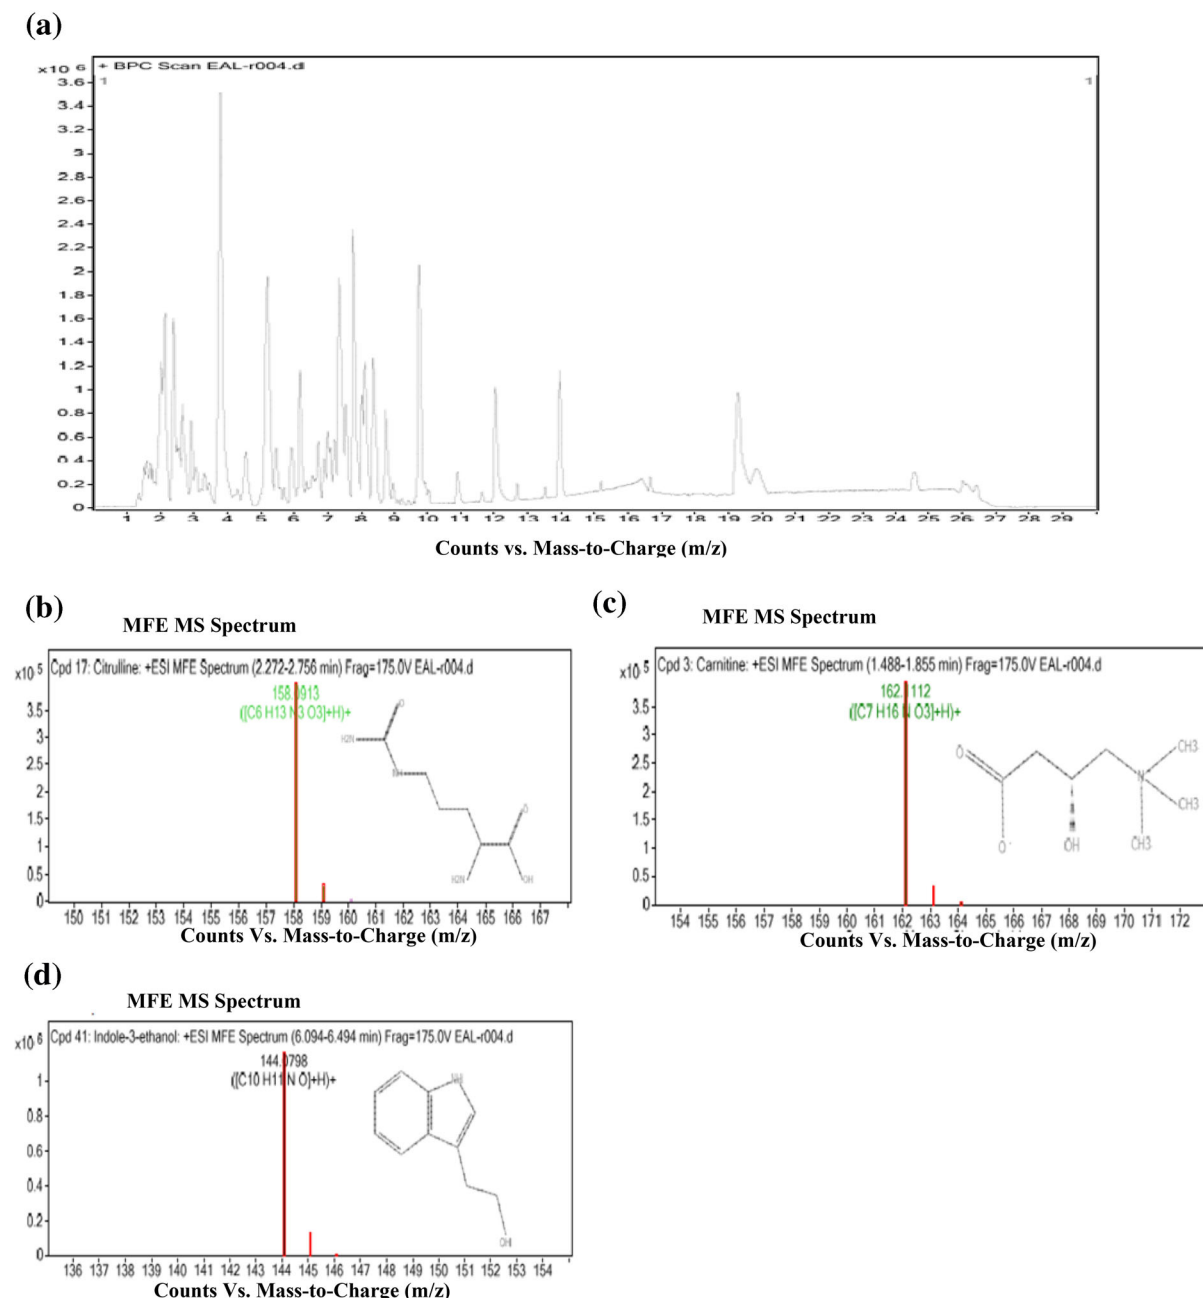 (a)
+ BPC Scan EAL-r004.d
x10 6
1 1
3.6
3.4
3.2
3
2.8
2.6
2.4
2.2
2
1.8
1.6
1.4
1.2
1
0.8
0.6
0.4
0.2
0
1 2 3 4 5 6 7 8 9 10 11 12 13 14 15 16 17 18 19 20 21 22 23 24 25 26 27 28 29
Counts vs. Mass-to-Charge (m/z)
(b)
MFE MS Spectrum
x10 5
Cpd 17: Citrulline: +ESI MFE Spectrum (2.272-2.756 min) Frag=175.0V EAL-r004.d
158.0913
([C6 H13 N3 O3]+H)+
3.5
3
2.5
2
1.5
1
0.5
0
O
H2N
NH
O
H2N
OH
150 151 152 153 154 155 156 157 158 159 160 161 162 163 164 165 166 167
Counts Vs. Mass-to-Charge (m/z)
(c)
MFE MS Spectrum
x10 5
Cpd 3: Carnitine: +ESI MFE Spectrum (1.488-1.855 min) Frag=175.0V EAL-r004.d
162.1112
([C7 H16 N O3]+H)+
3.5
3
2.5
2
1.5
1
0.5
0
O
CH3
N
CH3
O
OH
CH3
154 155 156 157 158 159 160 161 162 163 164 165 166 167 168 169 170 171 172
Counts Vs. Mass-to-Charge (m/z)
(d)
MFE MS Spectrum
x10 6
Cpd 41: Indole-3-ethanol: +ESI MFE Spectrum (6.094-6.494 min) Frag=175.0V EAL-r004.d
144.0798
([C10 H11 N O]+H)+
1
0.8
0.6
0.4
0.2
0
NH
OH
136 137 138 139 140 141 142 143 144 145 146 147 148 149 150 151 152 153 154
Counts Vs. Mass-to-Charge (m/z)